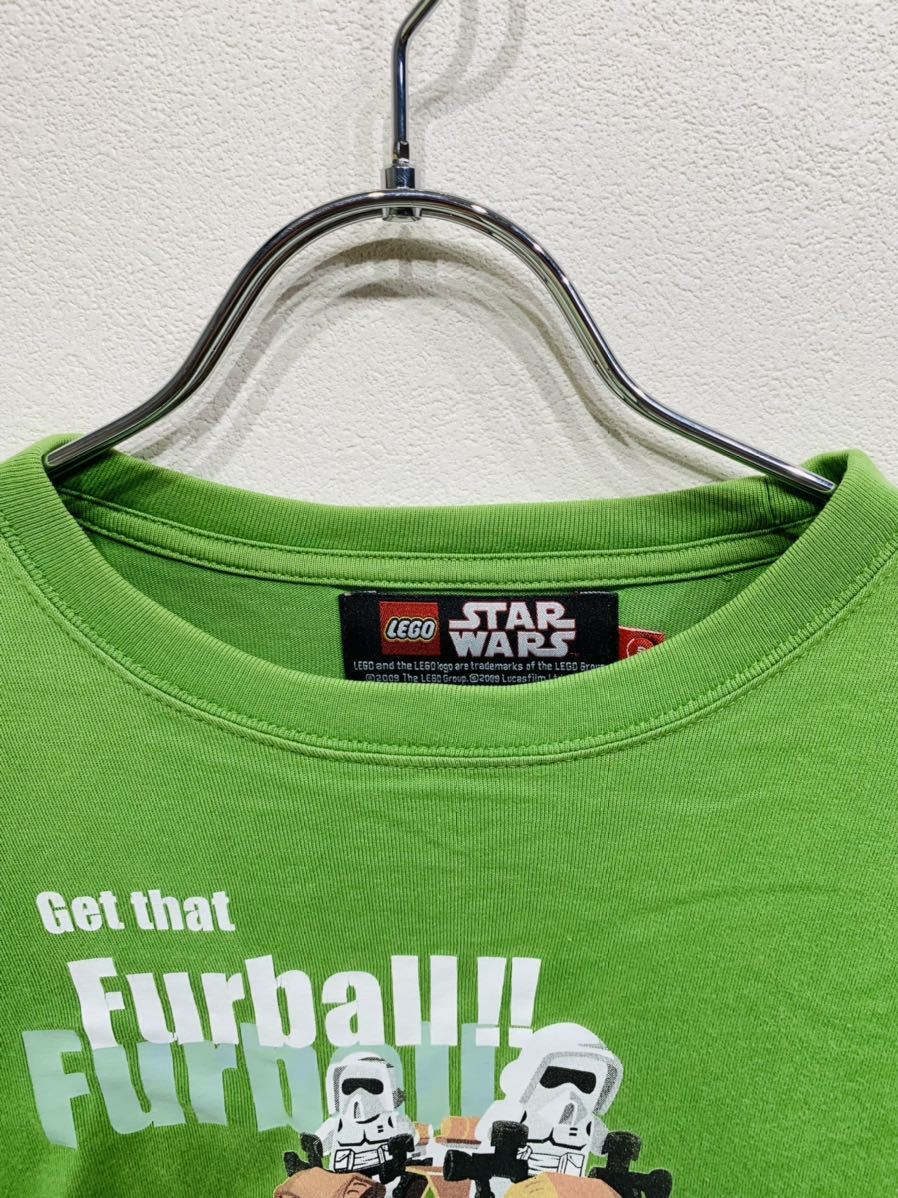 LEGO
STAR
WARS
LEGO and the LEGO logo are trademarks of the LEGO Group
©2009 The LEGO Group. ©2009 Lucasfilm
Get that
Furball!!
Furball